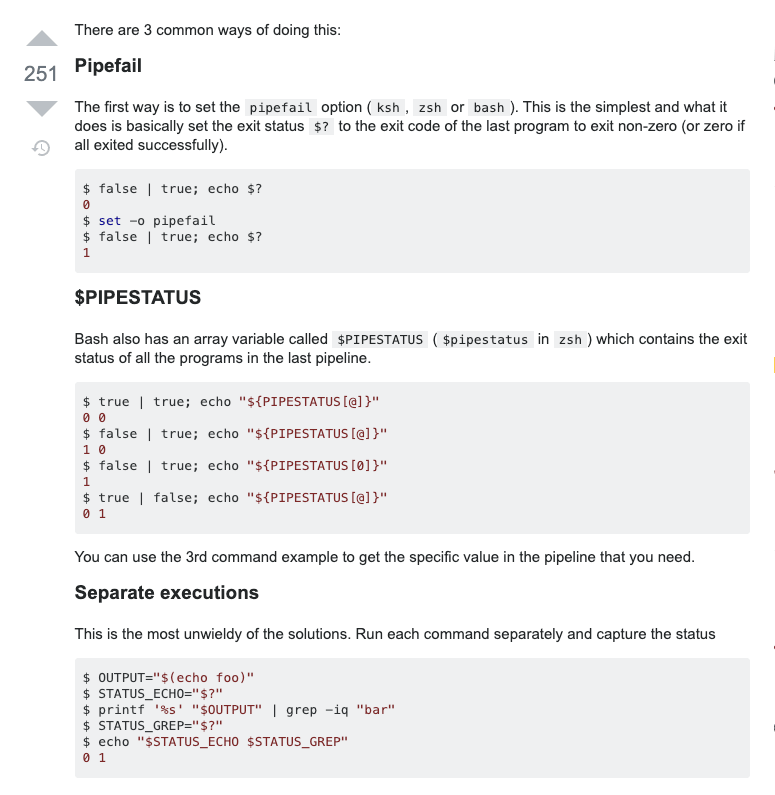 There are 3 common ways of doing this:
251
Pipefail
The first way is to set the pipefail option ( ksh , zsh or bash ). This is the simplest and what it
does is basically set the exit status $? to the exit code of the last program to exit non-zero (or zero if
all exited successfully).
$ false | true; echo $?
0
$ set -o pipefail
$ false | true; echo $?
1
$PIPESTATUS
Bash also has an array variable called $PIPESTATUS ( $pipestatus in zsh ) which contains the exit
status of all the programs in the last pipeline.
$ true | true; echo "${PIPESTATUS[@]}"
0 0
$ false | true; echo "${PIPESTATUS[@]}"
1 0
$ false | true; echo "${PIPESTATUS[0]}"
1
$ true | false; echo "${PIPESTATUS[@]}"
0 1
You can use the 3rd command example to get the specific value in the pipeline that you need.
Separate executions
This is the most unwieldy of the solutions. Run each command separately and capture the status
$ OUTPUT="$(echo foo)"
$ STATUS_ECHO="$?"
$ printf '%s' "$OUTPUT" | grep -iq "bar"
$ STATUS_GREP="$?"
$ echo "$STATUS_ECHO $STATUS_GREP"
0 1